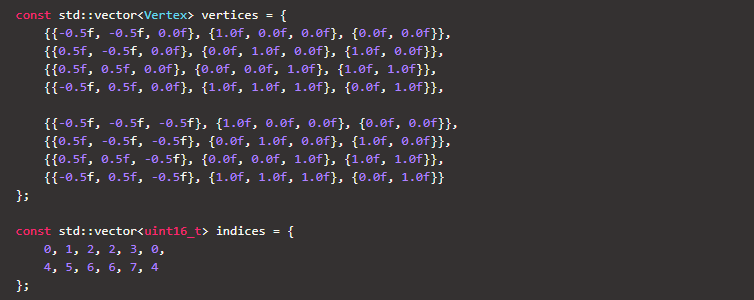 const std::vector<Vertex> vertices = {
    {{-0.5f, -0.5f, 0.0f}, {1.0f, 0.0f, 0.0f}, {0.0f, 0.0f}},
    {{0.5f, -0.5f, 0.0f}, {0.0f, 1.0f, 0.0f}, {1.0f, 0.0f}},
    {{0.5f, 0.5f, 0.0f}, {0.0f, 0.0f, 1.0f}, {1.0f, 1.0f}},
    {{-0.5f, 0.5f, 0.0f}, {1.0f, 1.0f, 1.0f}, {0.0f, 1.0f}},

    {{-0.5f, -0.5f, -0.5f}, {1.0f, 0.0f, 0.0f}, {0.0f, 0.0f}},
    {{0.5f, -0.5f, -0.5f}, {0.0f, 1.0f, 0.0f}, {1.0f, 0.0f}},
    {{0.5f, 0.5f, -0.5f}, {0.0f, 0.0f, 1.0f}, {1.0f, 1.0f}},
    {{-0.5f, 0.5f, -0.5f}, {1.0f, 1.0f, 1.0f}, {0.0f, 1.0f}}
};

const std::vector<uint16_t> indices = {
    0, 1, 2, 2, 3, 0,
    4, 5, 6, 6, 7, 4
};